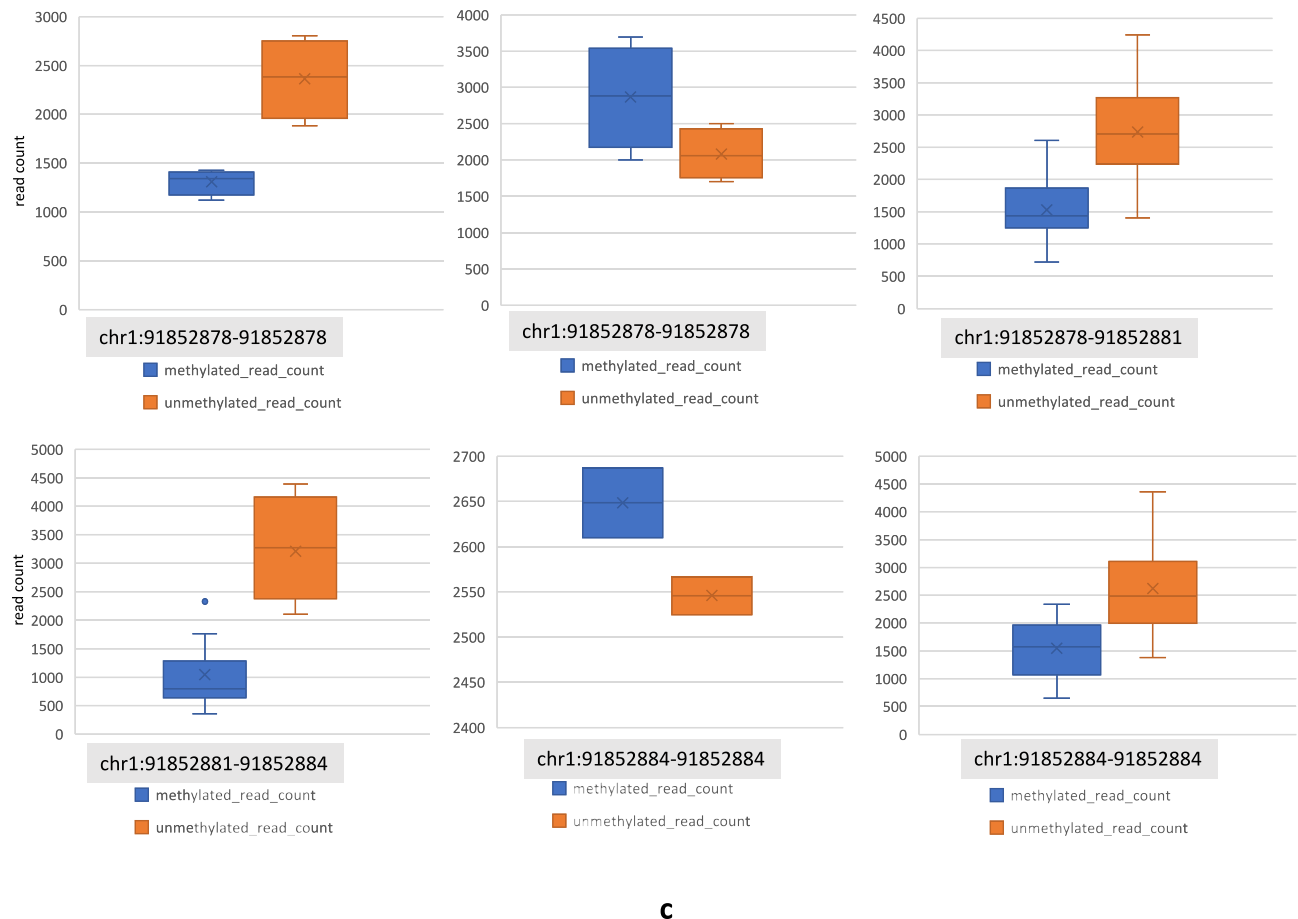 3000
2500
2000
1500
1000
500
0
read count
chr1:91852878-91852878
methylated_read_count
unmethylated_read_count
4000
3500
3000
2500
2000
1500
1000
500
0
chr1:91852878-91852878
methylated_read_count
unmethylated_read_count
4500
4000
3500
3000
2500
2000
1500
1000
500
0
chr1:91852878-91852881
methylated_read_count
unmethylated_read_count
5000
4500
4000
3500
3000
2500
2000
1500
1000
500
0
read count
chr1:91852881-91852884
methylated_read_count
unmethylated_read_count
2700
2650
2600
2550
2500
2450
2400
chr1:91852884-91852884
methylated_read_count
unmethylated_read_count
5000
4500
4000
3500
3000
2500
2000
1500
1000
500
0
chr1:91852884-91852884
methylated_read_count
unmethylated_read_count
c